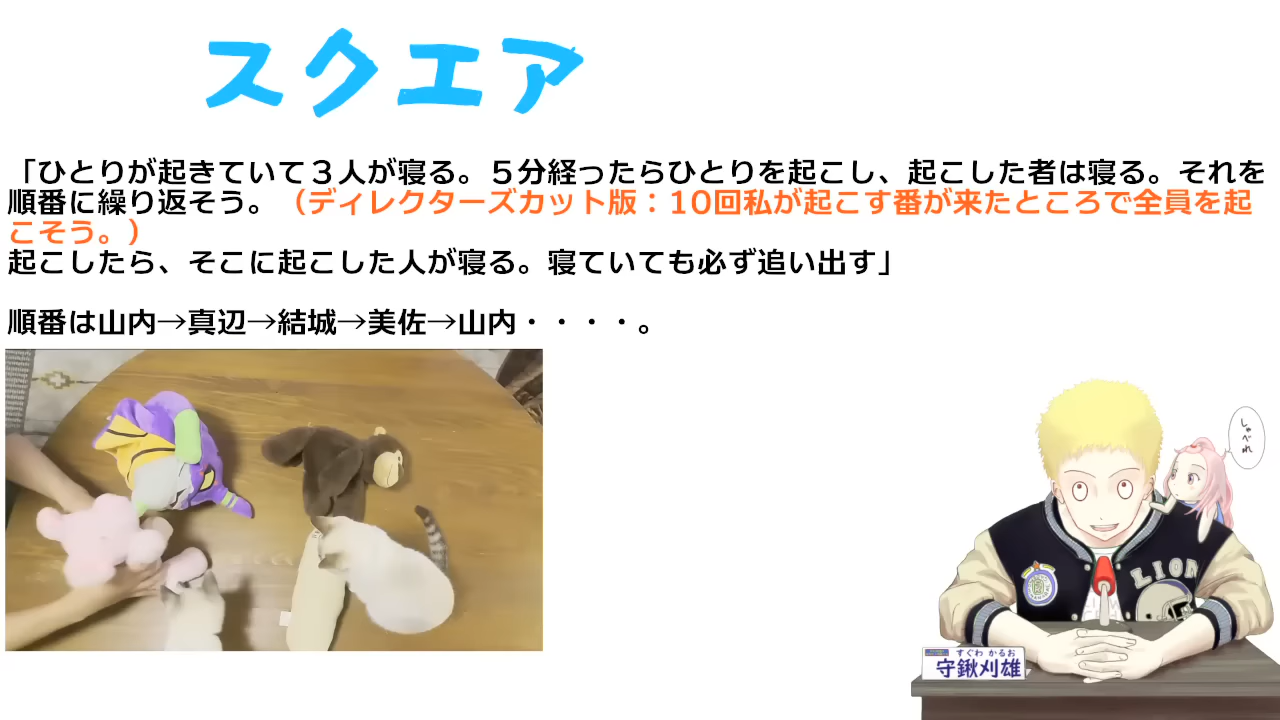 スクエア
「ひとりが起きていて３人が寝る。５分経ったらひとりを起こし、起こした者は寝る。それを
順番に繰り返そう。（ディレクターズカット版：10回私が起こす番が来たところで全員を起
こそう。）
起こしたら、そこに起こした人が寝る。寝ていても必ず追い出す」
順番は山内→真辺→結城→美佐→山内・・・・。
しゃべれ
LION
すぐわ かるお
守鍬刈雄